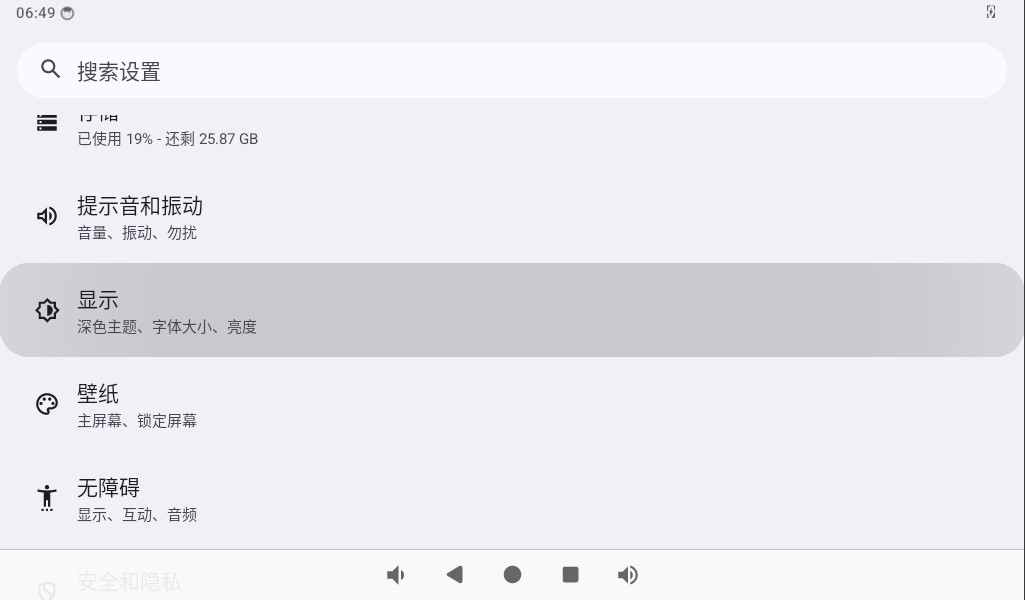 06:49
搜索设置
存储
已使用 19% - 还剩 25.87 GB
提示音和振动
音量、振动、勿扰
显示
深色主题、字体大小、亮度
壁纸
主屏幕、锁定屏幕
无障碍
显示、互动、音频
安全和隐私